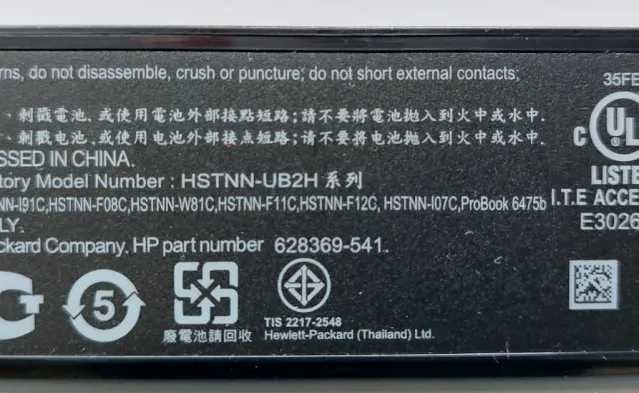 rns, do not disassemble, crush or puncture; do not short external contacts;
、刺戳電池、或使用電池外部接點短路;請不要將電池拋入到火中或水中.
、刺戳电池、或使用电池外部接点短路;请不要将电池抛入到火中或水中.
SSED IN CHINA.
tory Model Number : HSTNN-UB2H 系列
NN-I91C,HSTNN-F08C,HSTNN-W81C,HSTNN-F11C,HSTNN-F12C, HSTNN-I07C,ProBook 6475b
LY.
ckard Company, HP part number 628369-541.
35FE
C UL
LISTE
I.T.E ACCE
E3026
5
廢電池請回收
TIS 2217-2548
Hewlett-Packard (Thailand) Ltd.